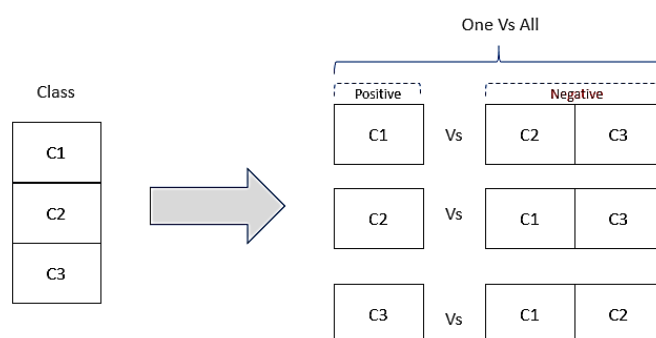 One Vs All
Class
Positive
Negative
C1
C1 Vs C2 C3
C2
C2 Vs C1 C3
C3
C3 Vs C1 C2